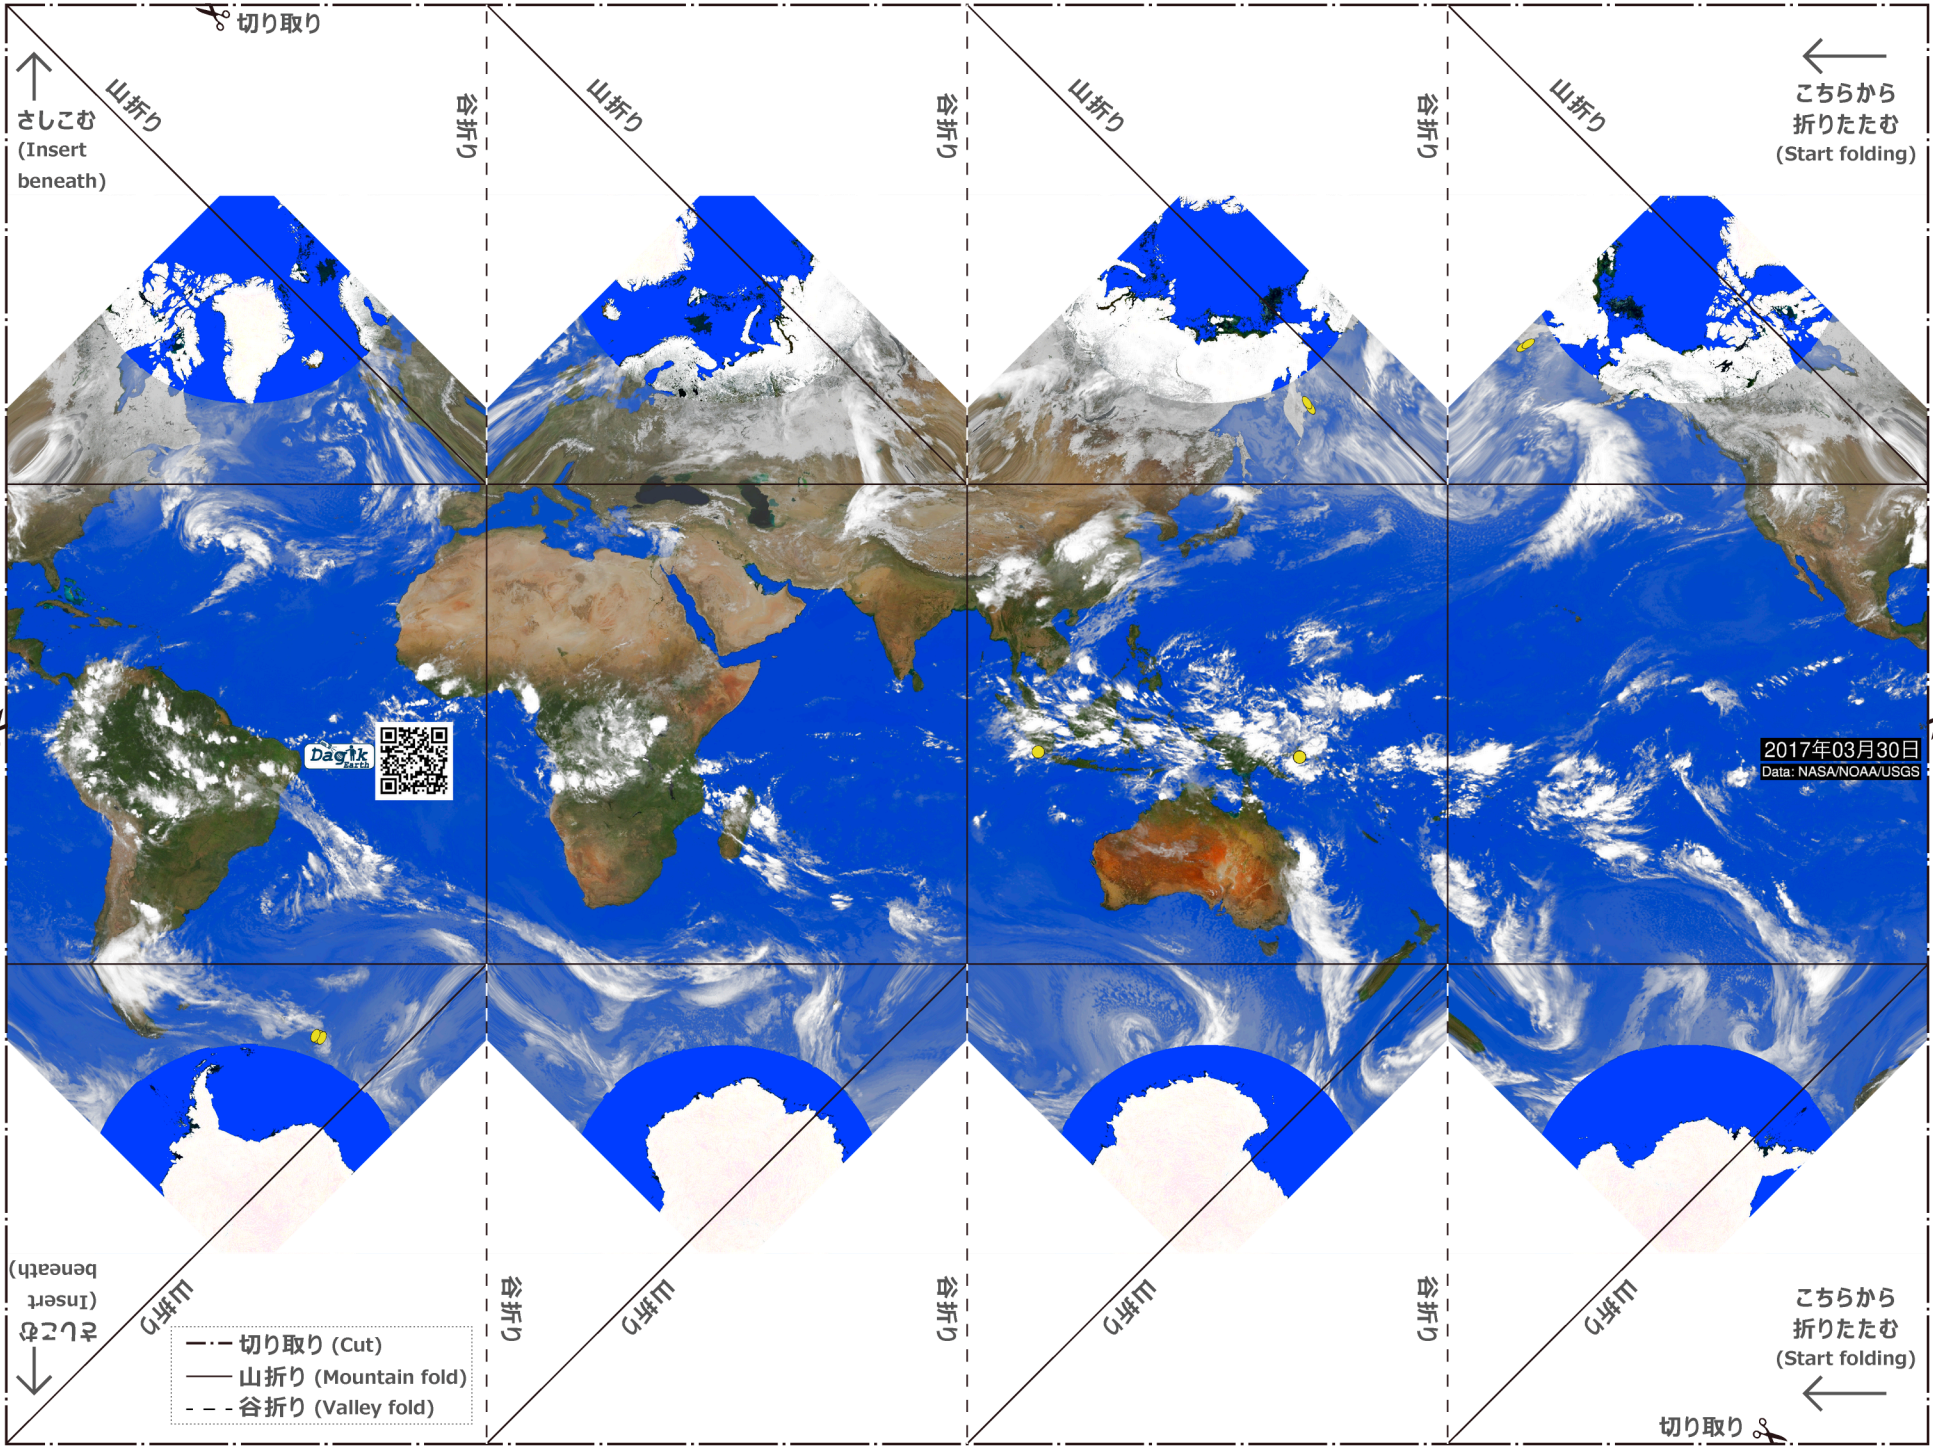 切り取り
山折り
谷折り
山折り
谷折り
山折り
谷折り
山折り
さしこむ
(Insert
beneath)
こちらから
折りたたむ
(Start folding)
Dagik
Earth
2017年03月30日
Data: NASA/NOAA/USGS
さしこむ
(Insert
beneath)
山折り
谷折り
山折り
谷折り
山折り
谷折り
山折り
切り取り (Cut)
山折り (Mountain fold)
谷折り (Valley fold)
こちらから
折りたたむ
(Start folding)
切り取り